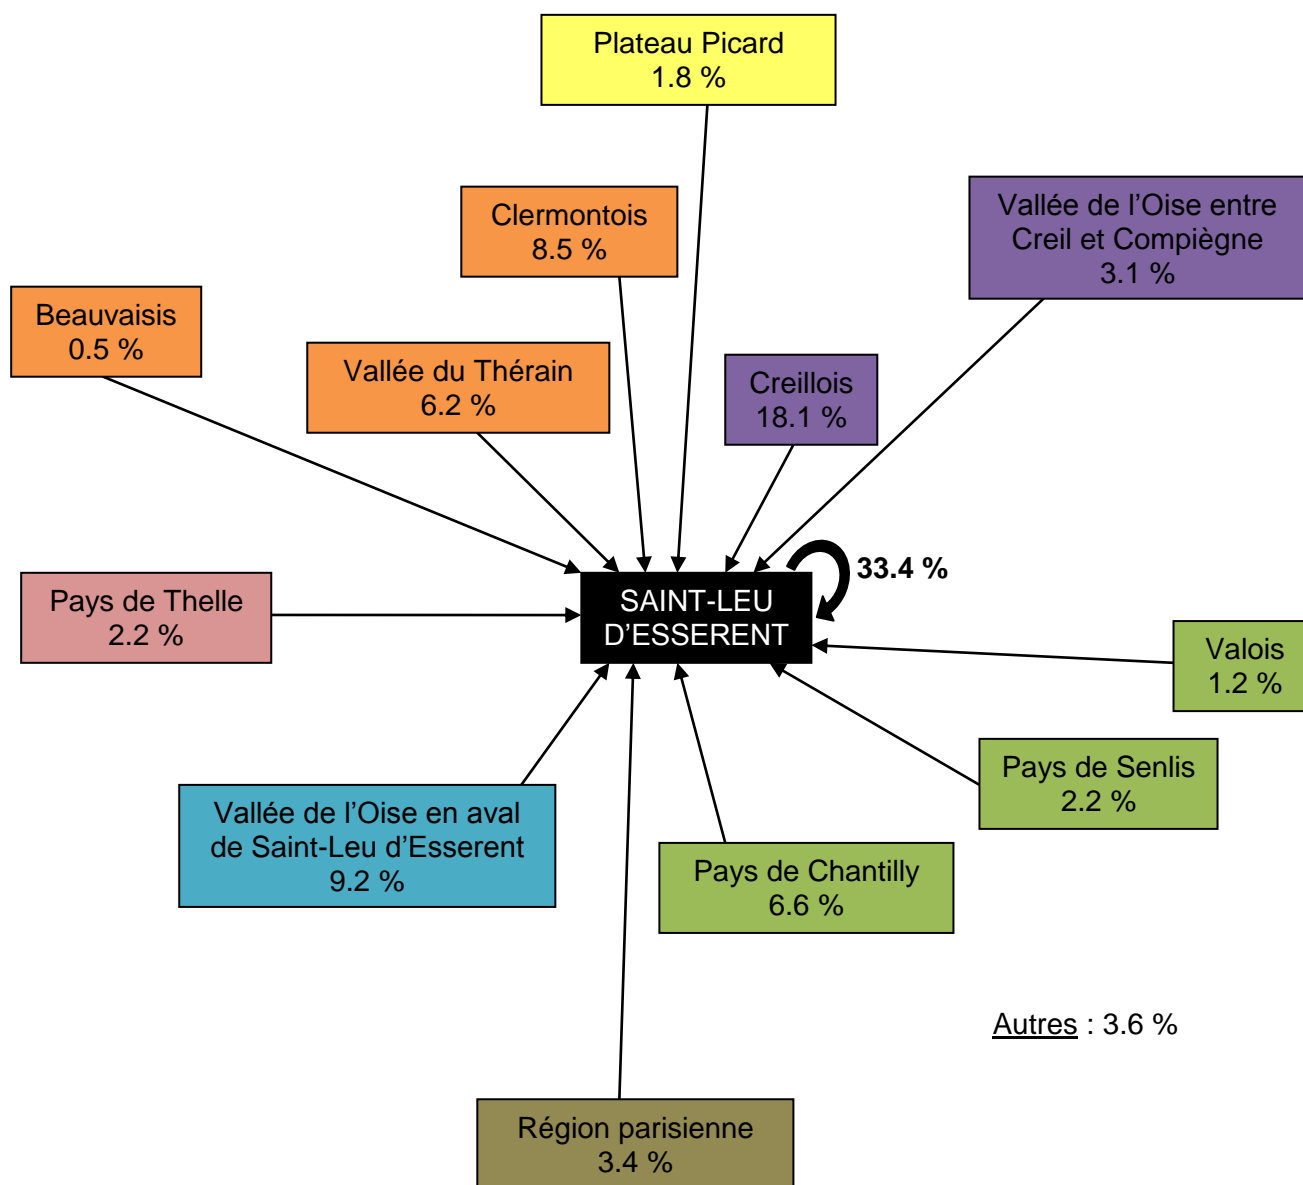 Plateau Picard
1.8 %
Clermontois
8.5 %
Vallée de l’Oise entre
Creil et Compiègne
3.1 %
Beauvaisis
0.5 %
Vallée du Thérain
6.2 %
Creillois
18.1 %
33.4 %
Pays de Thelle
2.2 %
SAINT-LEU
D’ESSERENT
Valois
1.2 %
Pays de Senlis
2.2 %
Vallée de l’Oise en aval
de Saint-Leu d’Esserent
9.2 %
Pays de Chantilly
6.6 %
Autres : 3.6 %
Région parisienne
3.4 %